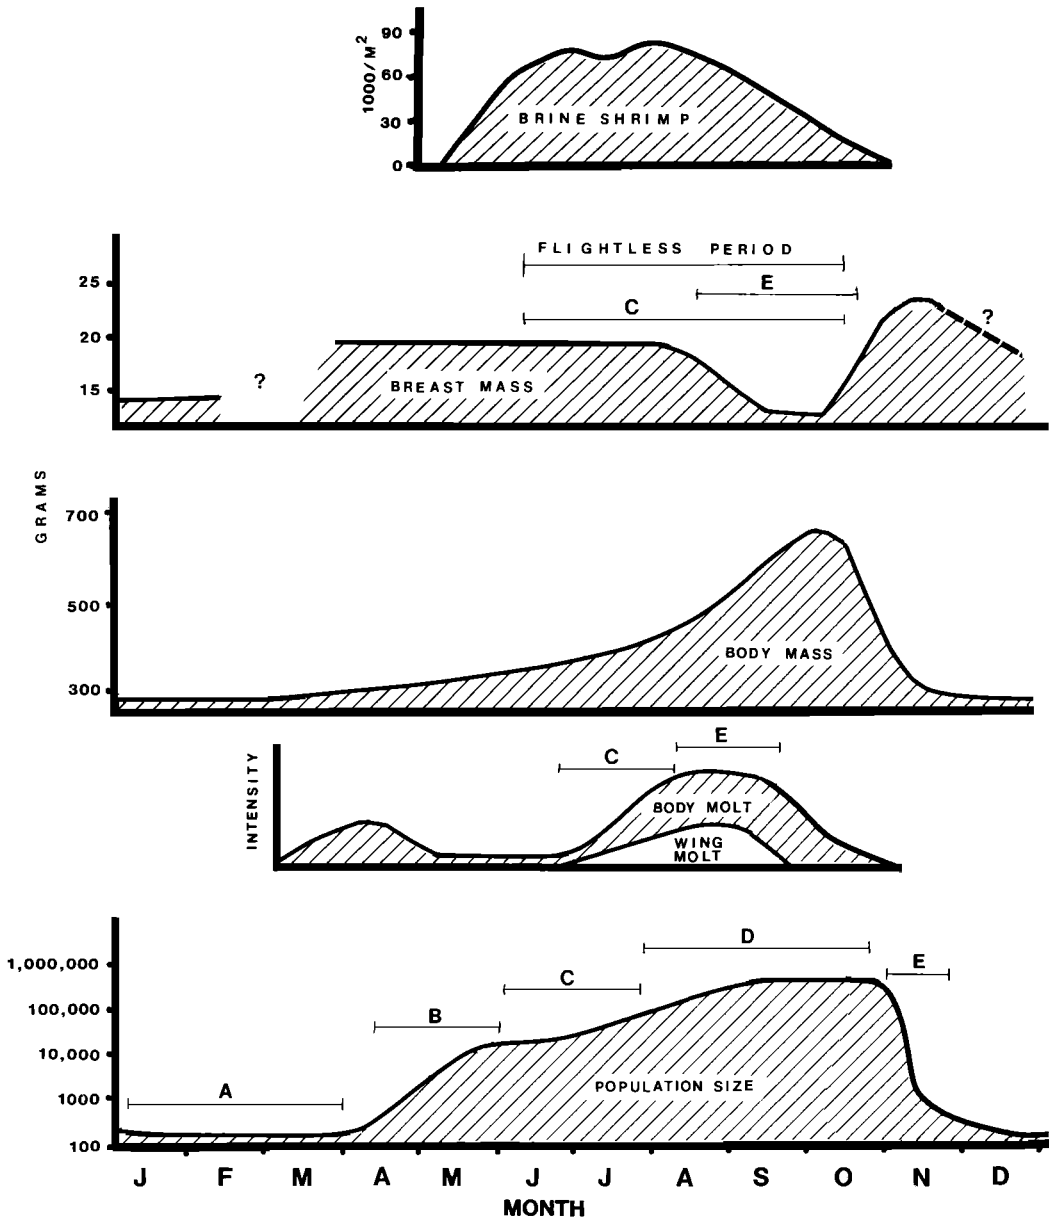 90
1000/M²
60
30
0
BRINE SHRIMP
FLIGHTLESS PERIOD
E
C
25
20
15
?
BREAST MASS
?
GRAMS
700
500
300
BODY MASS
INTENSITY
C
E
BODY MOLT
WING
MOLT
D
E
C
B
A
1,000,000
100,000
10,000
1000
100
POPULATION SIZE
J F M A M J J A S O N D
MONTH